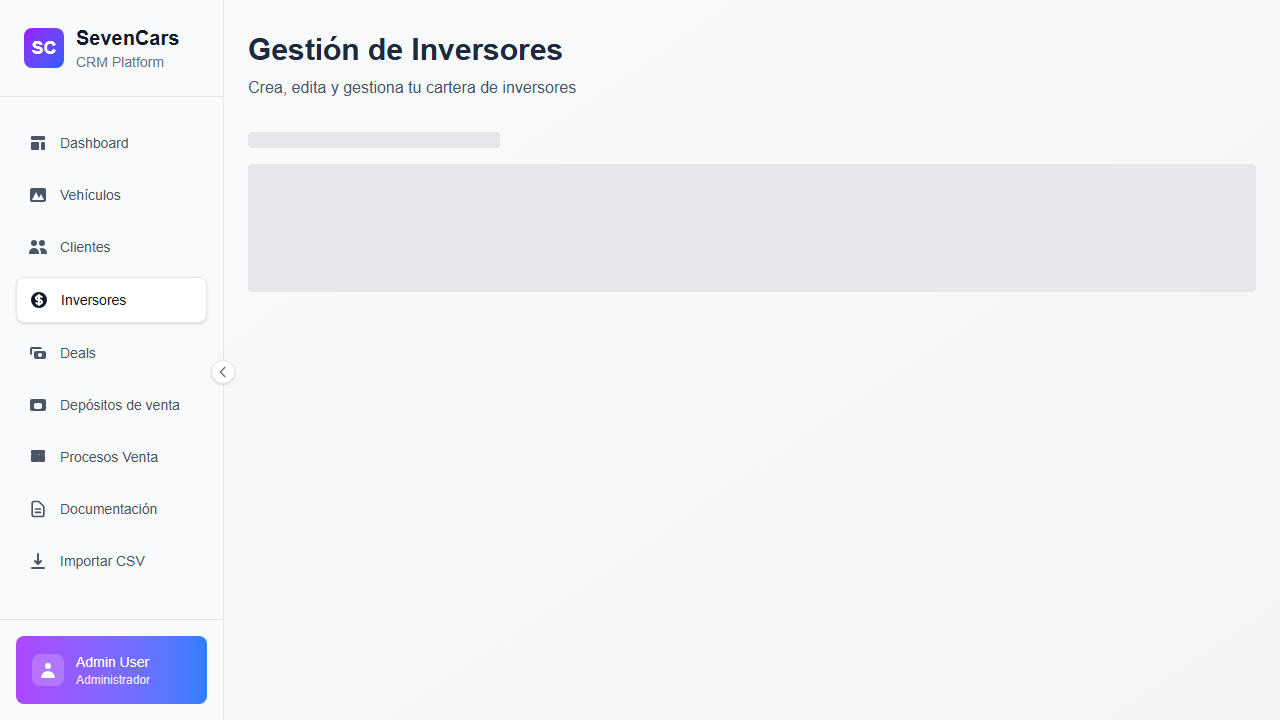 SC
SevenCars
CRM Platform
Dashboard
Vehículos
Clientes
Inversores
Deals
Depósitos de venta
Procesos Venta
Documentación
Importar CSV
Admin User
Administrador
Gestión de Inversores
Crea, edita y gestiona tu cartera de inversores